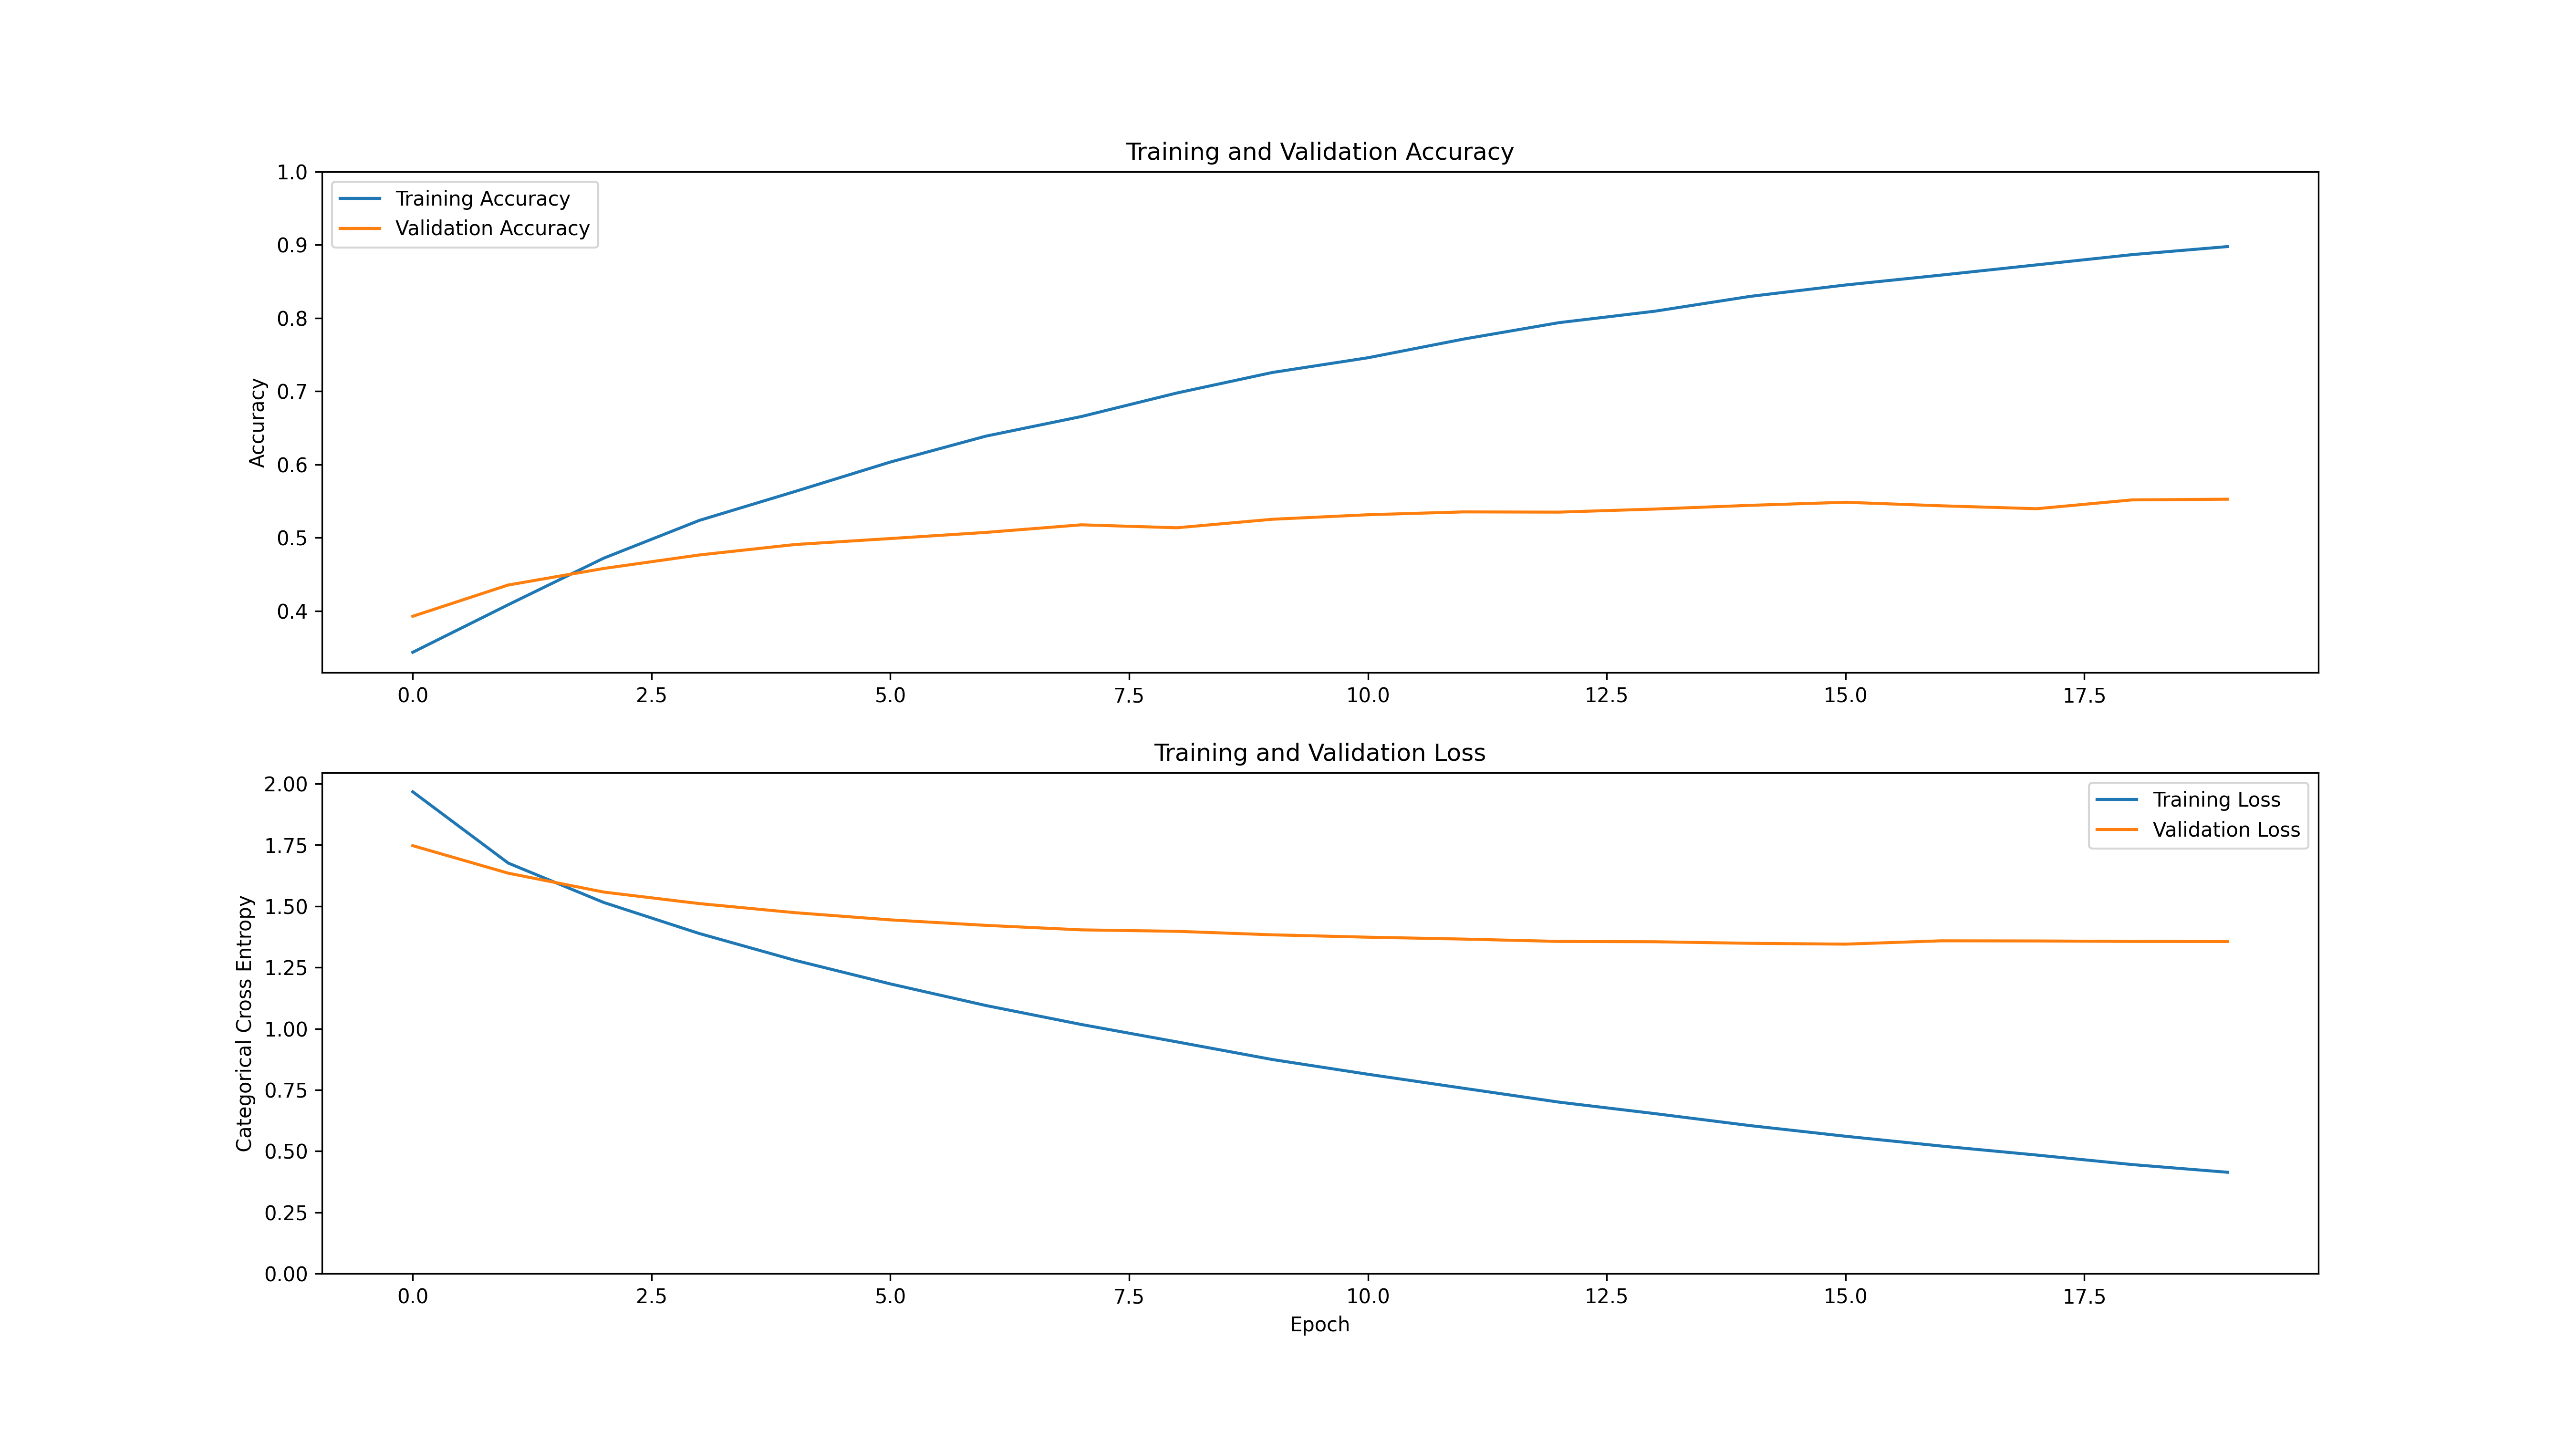 Training and Validation Accuracy
1.0
0.9
0.8
0.7
0.6
0.5
0.4
Accuracy
Training Accuracy
Validation Accuracy
0.0 2.5 5.0 7.5 10.0 12.5 15.0 17.5
Training and Validation Loss
2.00
1.75
1.50
1.25
1.00
0.75
0.50
0.25
0.00
Categorical Cross Entropy
Training Loss
Validation Loss
0.0 2.5 5.0 7.5 10.0 12.5 15.0 17.5
Epoch